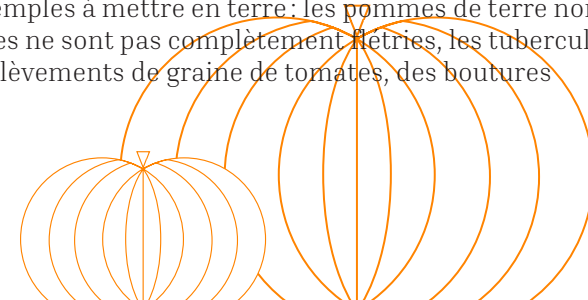 emples à mettre en terre : les pommes de terre no
es ne sont pas complètement flétries, les tubercul
lèvements de graine de tomates, des boutures